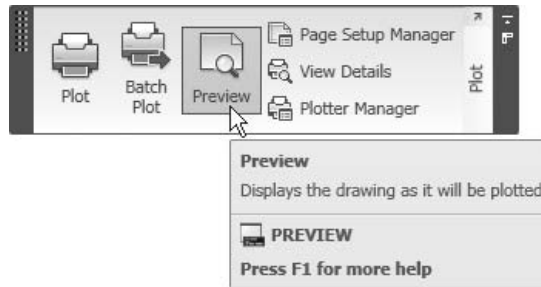 Plot
Batch
Plot
Preview
Page Setup Manager
View Details
Plotter Manager
Plot
Preview
Displays the drawing as it will be plotted
PREVIEW
Press F1 for more help